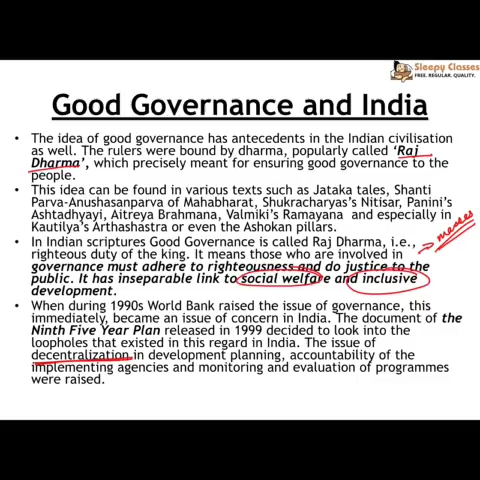 Sleepy Classes
FREE. REGULAR. QUALITY.
Good Governance and India
• The idea of good governance has antecedents in the Indian civilisation
as well. The rulers were bound by dharma, popularly called ‘Raj
Dharma’, which precisely meant for ensuring good governance to the
people.
• This idea can be found in various texts such as Jataka tales, Shanti
Parva-Anushasanparva of Mahabharat, Shukracharyas’s Nitisar, Panini’s
Ashtadhyayi, Aitreya Brahmana, Valmiki’s Ramayana and especially in
Kautilya’s Arthashastra or even the Ashokan pillars.
• In Indian scriptures Good Governance is called Raj Dharma, i.e.,
righteous duty of the king. It means those who are involved in
governance must adhere to righteousness and do justice to the
public. It has inseparable link to social welfare and inclusive
development.
masses
• When during 1990s World Bank raised the issue of governance, this
immediately, became an issue of concern in India. The document of the
Ninth Five Year Plan released in 1999 decided to look into the
loopholes that existed in this regard in India. The issue of
decentralization in development planning, accountability of the
implementing agencies and monitoring and evaluation of programmes
were raised.